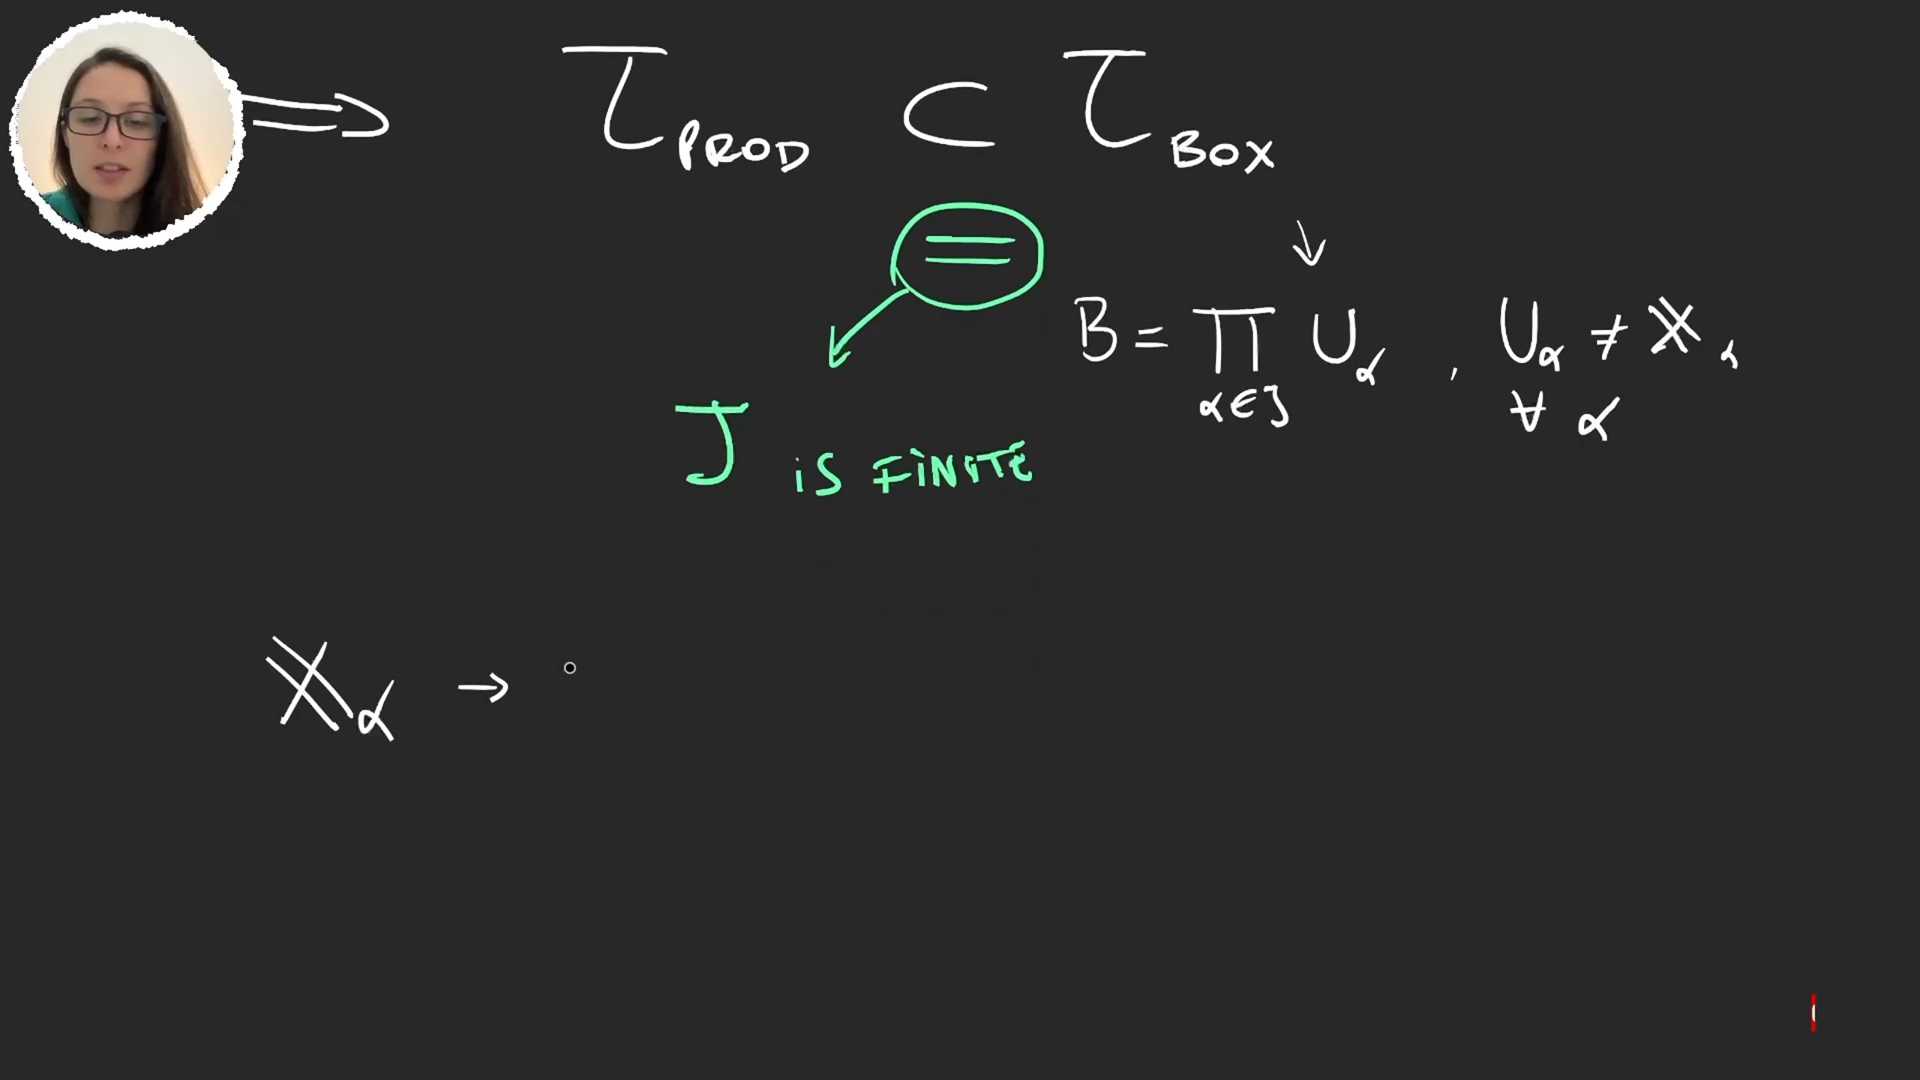 ⟹ τ_PROD ⊂ τ_BOX
=
↓
B = ∏_{α∈J} U_α , U_α ≠ X_α ∀ α
J is FiNiTE
X_α →